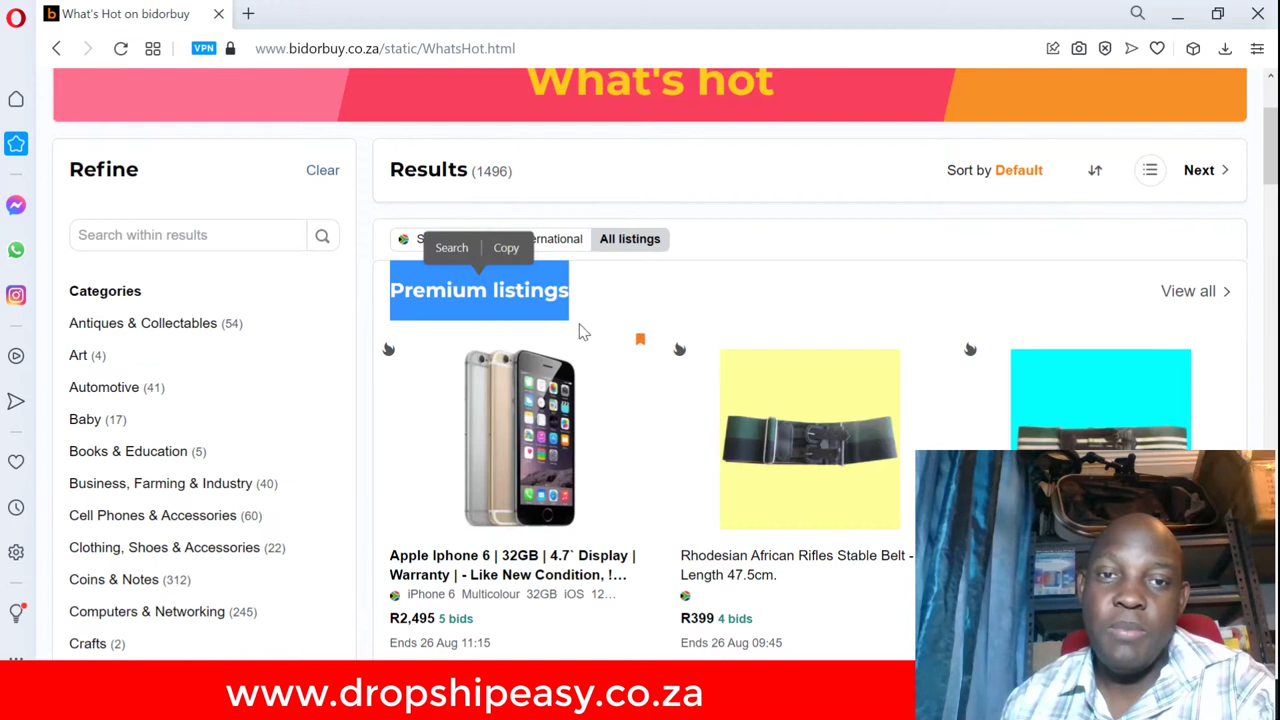 What's Hot on bidorbuy
VPN
www.bidorbuy.co.za/static/WhatsHot.html
What's hot
Refine
Clear
Results (1496)
Sort by Default
Next
Search within results
Search
Copy
All listings
Premium listings
View all
Categories
Antiques & Collectables (54)
Art (4)
Automotive (41)
Baby (17)
Books & Education (5)
Business, Farming & Industry (40)
Cell Phones & Accessories (60)
Clothing, Shoes & Accessories (22)
Coins & Notes (312)
Computers & Networking (245)
Crafts (2)
Apple Iphone 6 | 32GB | 4.7` Display |
Warranty | - Like New Condition, !...
iPhone 6 Multicolour 32GB iOS 12...
R2,495 5 bids
Ends 26 Aug 11:15
Rhodesian African Rifles Stable Belt -
Length 47.5cm.
R399 4 bids
Ends 26 Aug 09:45
www.dropshipeasy.co.za